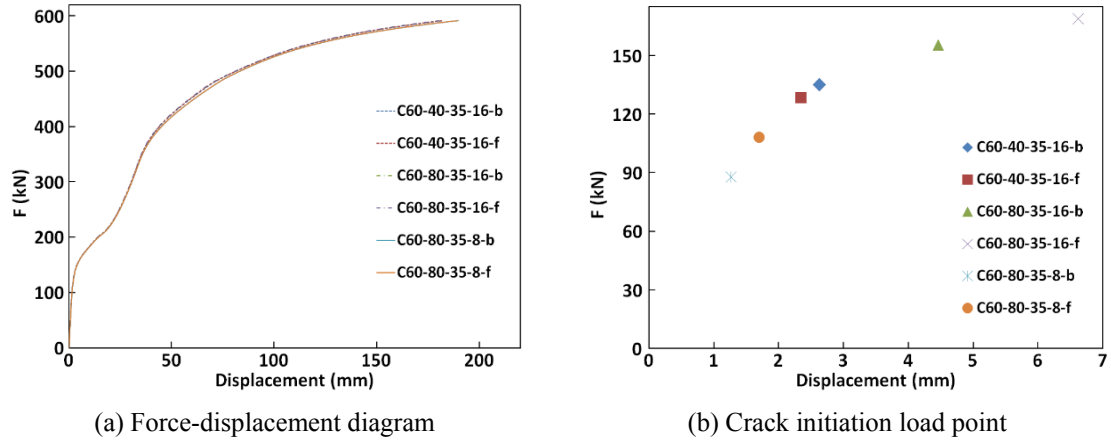 600
500
400
300
200
100
0
F (kN)
0 50 100 150 200
Displacement (mm)
C60-40-35-16-b
C60-40-35-16-f
C60-80-35-16-b
C60-80-35-16-f
C60-80-35-8-b
C60-80-35-8-f
(a) Force-displacement diagram
150
120
90
60
30
0
F (kN)
0 1 2 3 4 5 6 7
Displacement (mm)
C60-40-35-16-b
C60-40-35-16-f
C60-80-35-16-b
C60-80-35-16-f
C60-80-35-8-b
C60-80-35-8-f
(b) Crack initiation load point